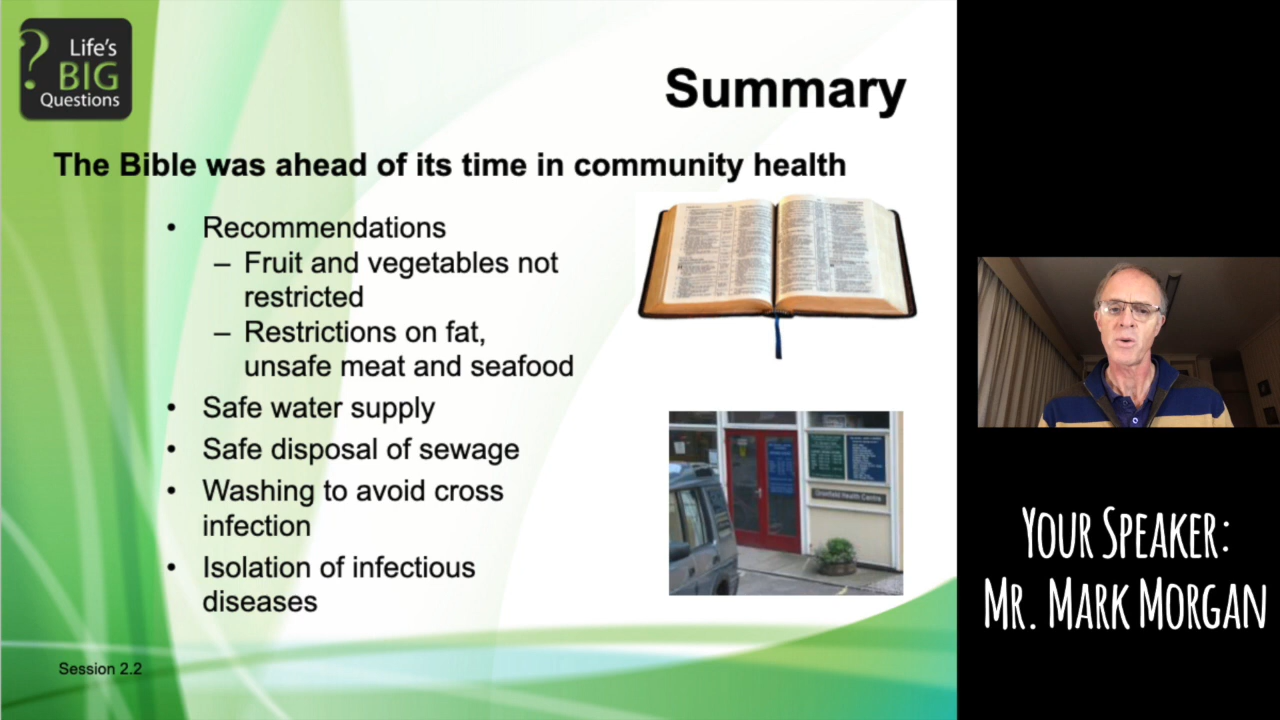 ?
Life's
BIG
Questions
Summary
The Bible was ahead of its time in community health
• Recommendations
– Fruit and vegetables not
restricted
– Restrictions on fat,
unsafe meat and seafood
• Safe water supply
• Safe disposal of sewage
• Washing to avoid cross
infection
• Isolation of infectious
diseases
Health Centre
Session 2.2
YOUR SPEAKER:
MR. MARK MORGAN